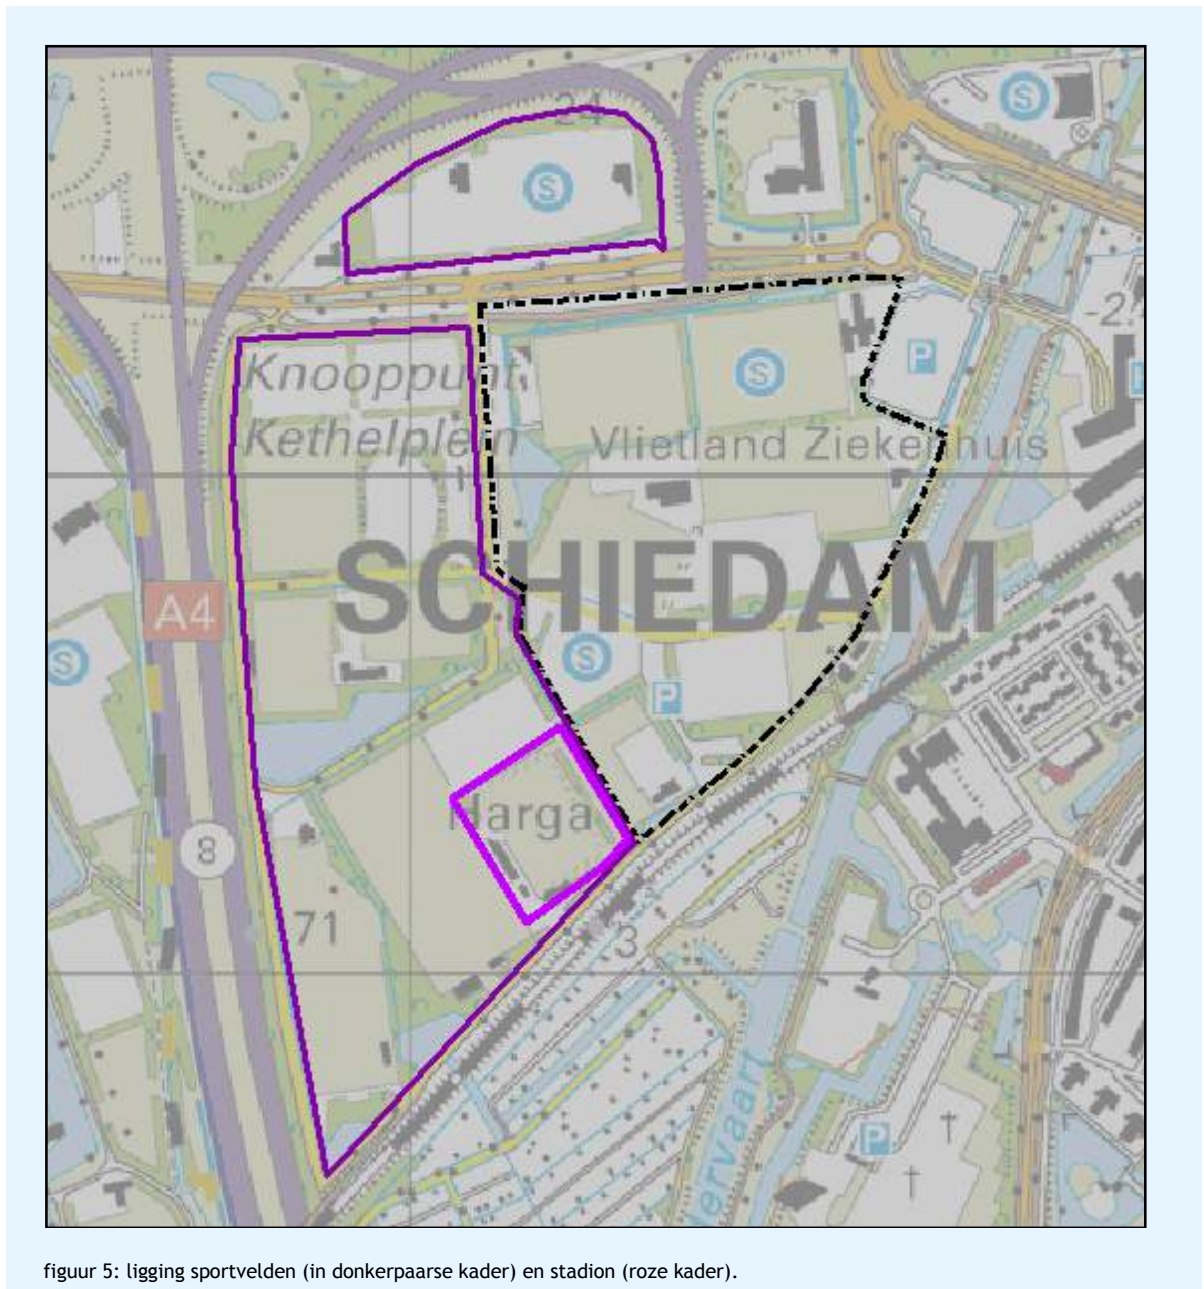 24
S
S
Knooppunt
Kethelplein
S
P
Vlietland Ziekenhuis
SCHIEDAM
A4
S
S
P
Harga
8
71
3
P
figuur 5: ligging sportvelden (in donkerpaarse kader) en stadion (roze kader).